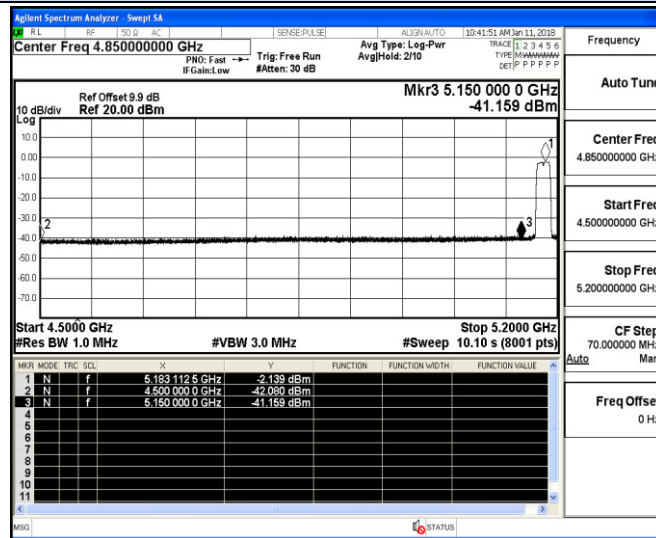 Agilent Spectrum Analyzer - Swept SA
RL RF 50 Ω AC SENSE:PULSE ALIGNAUTO 10:41:51 AM Jan 11, 2018
Center Freq 4.850000000 GHz
PNO: Fast
IFGain:Low
Trig: Free Run
#Atten: 30 dB
Avg Type: Log-Pwr
Avg|Hold: 2/10
TRACE 1 2 3 4 5 6
TYPE M
DET P P P P P P
Ref Offset 9.9 dB
10 dB/div Ref 20.00 dBm
Log
Mkr3 5.150 000 0 GHz
-41.159 dBm
10.0
0.00
-10.0
-20.0
-30.0
-40.0
-50.0
-60.0
-70.0
1
2
3
Start 4.5000 GHz Stop 5.2000 GHz
#Res BW 1.0 MHz #VBW 3.0 MHz #Sweep 10.10 s (8001 pts)
MKR MODE TRC SCL X Y FUNCTION FUNCTION WIDTH FUNCTION VALUE
1 N f 5.183 112 5 GHz -2.139 dBm
2 N f 4.500 000 0 GHz -42.080 dBm
3 N f 5.150 000 0 GHz -41.159 dBm
4
5
6
7
8
9
10
11
MSG STATUS
Frequency
Auto Tune
Center Freq
4.850000000 GHz
Start Freq
4.500000000 GHz
Stop Freq
5.200000000 GHz
CF Step
70.000000 MHz
Auto Man
Freq Offset
0 Hz